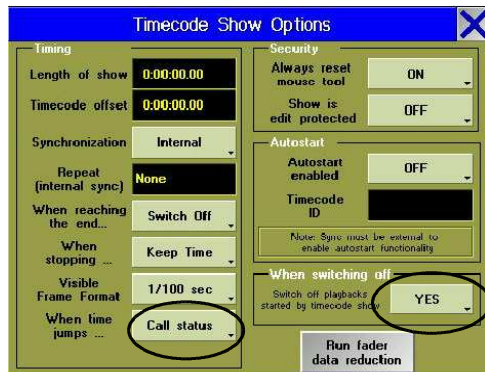 Timecode Show Options
Timing
Length of show 0:00:00.00
Timecode offset 0:00:00.00
Synchronization Internal
Repeat
(internal sync) None
When reaching
the end... Switch Off
When
stopping ... Keep Time
Visible
Frame Format 1/100 sec
When time
jumps ... Call status
Security
Always reset
mouse tool ON
Show is
edit protected OFF
Autostart
Autostart
enabled OFF
Timecode
ID
Note: Sync must be external to
enable autostart functionality
When switching off
Switch off playbacks
started by timecode show YES
Run fader
data reduction